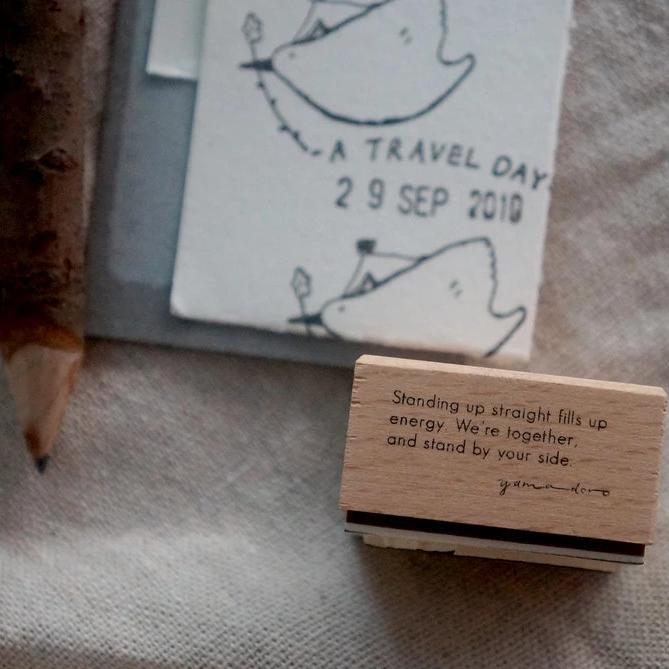 A TRAVEL DAY
29 SEP 2019
Standing up straight fills up
energy. We're together,
and stand by your side.
yamadoro